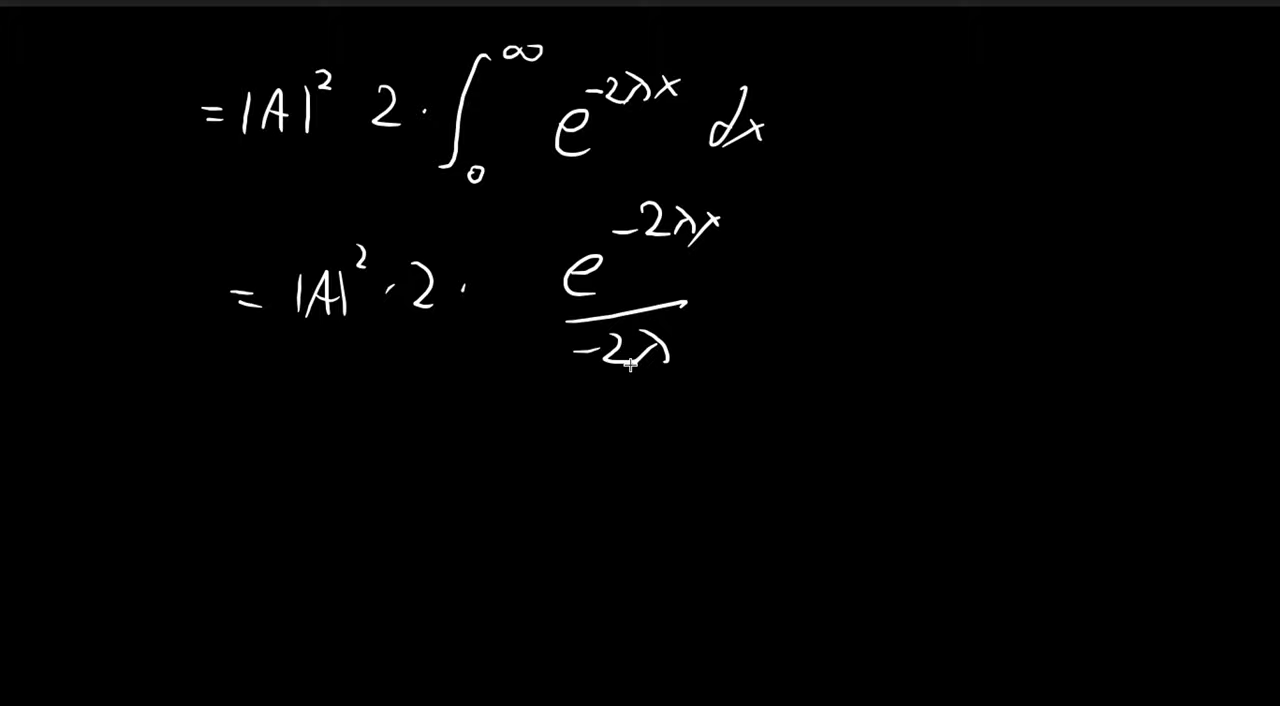 = |A|² 2 · ∫₀^∞ e^{-2λx} dx
= |A|² · 2 · e^{-2λx} / -2λ